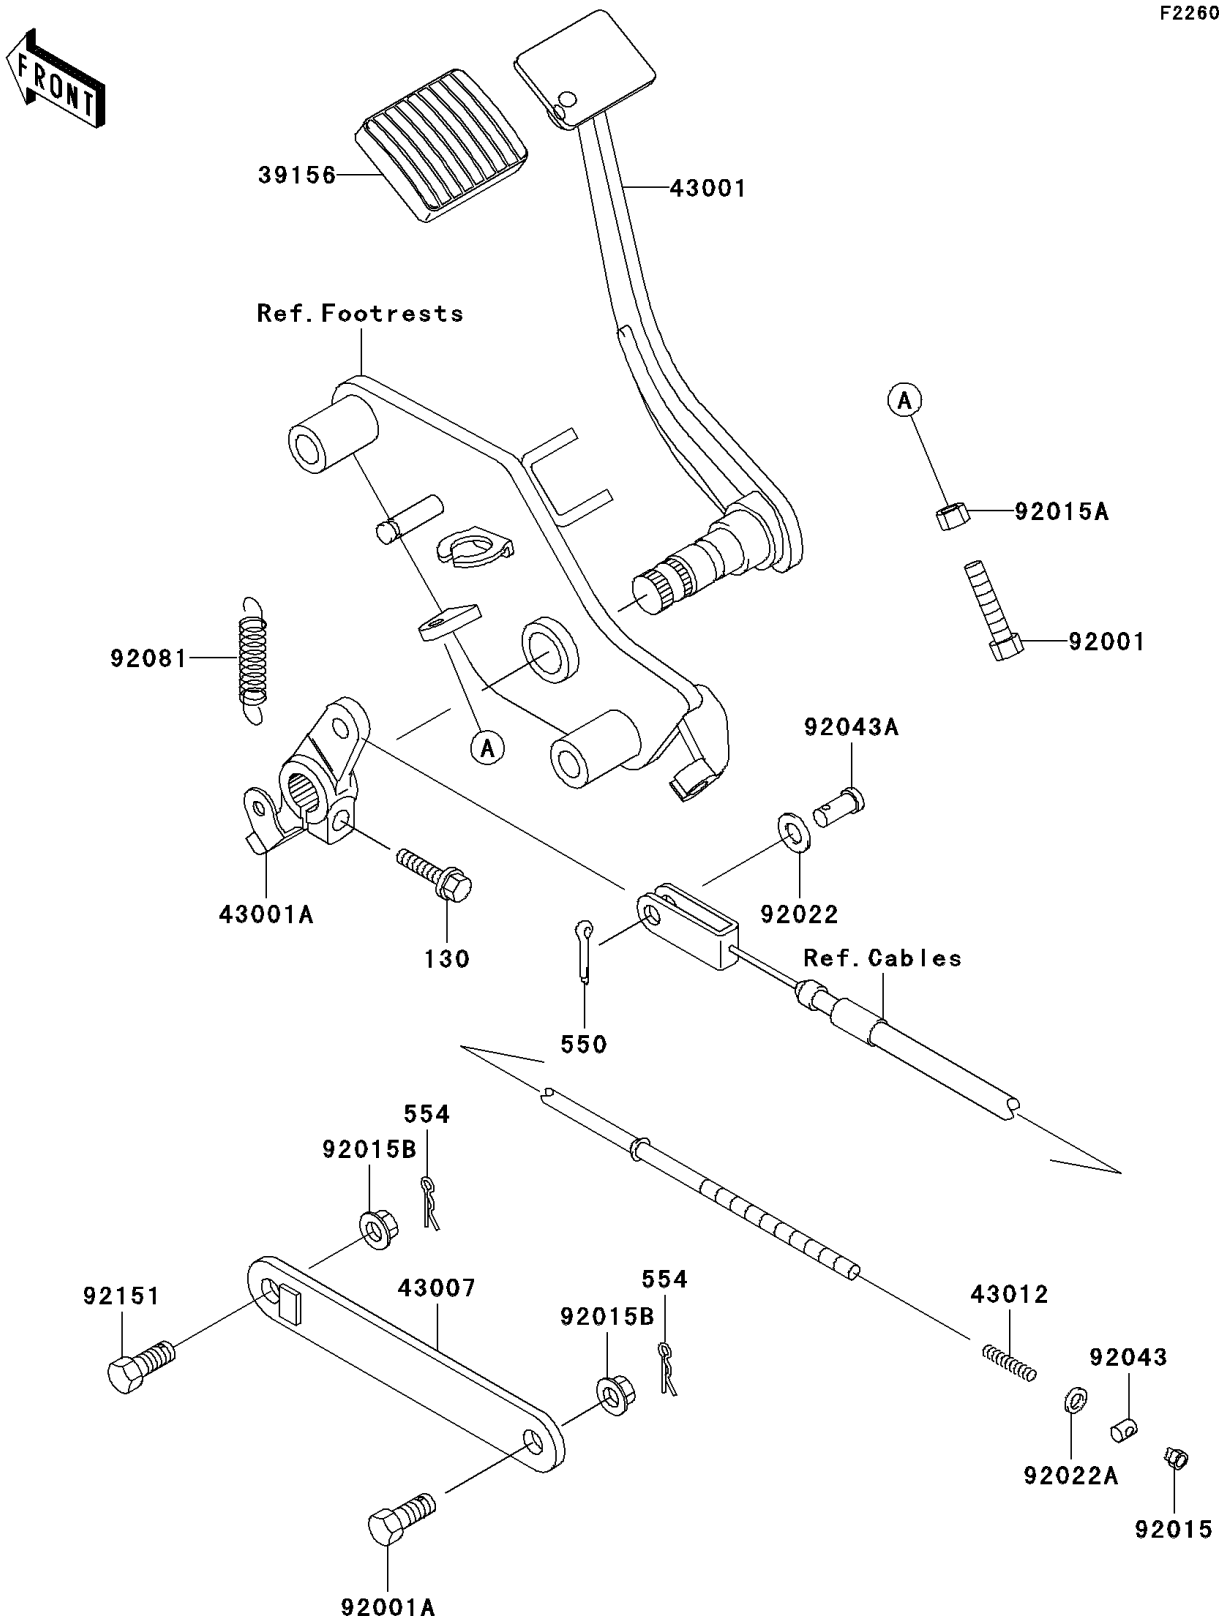 F2260
FRONT
39156
43001
Ref.Footrests
A
92015A
92001
92081
A
92043A
92022
43001A
130
Ref.Cables
550
554
92015B
92151
43007
554
92015B
43012
92043
92022A
92015
92001A